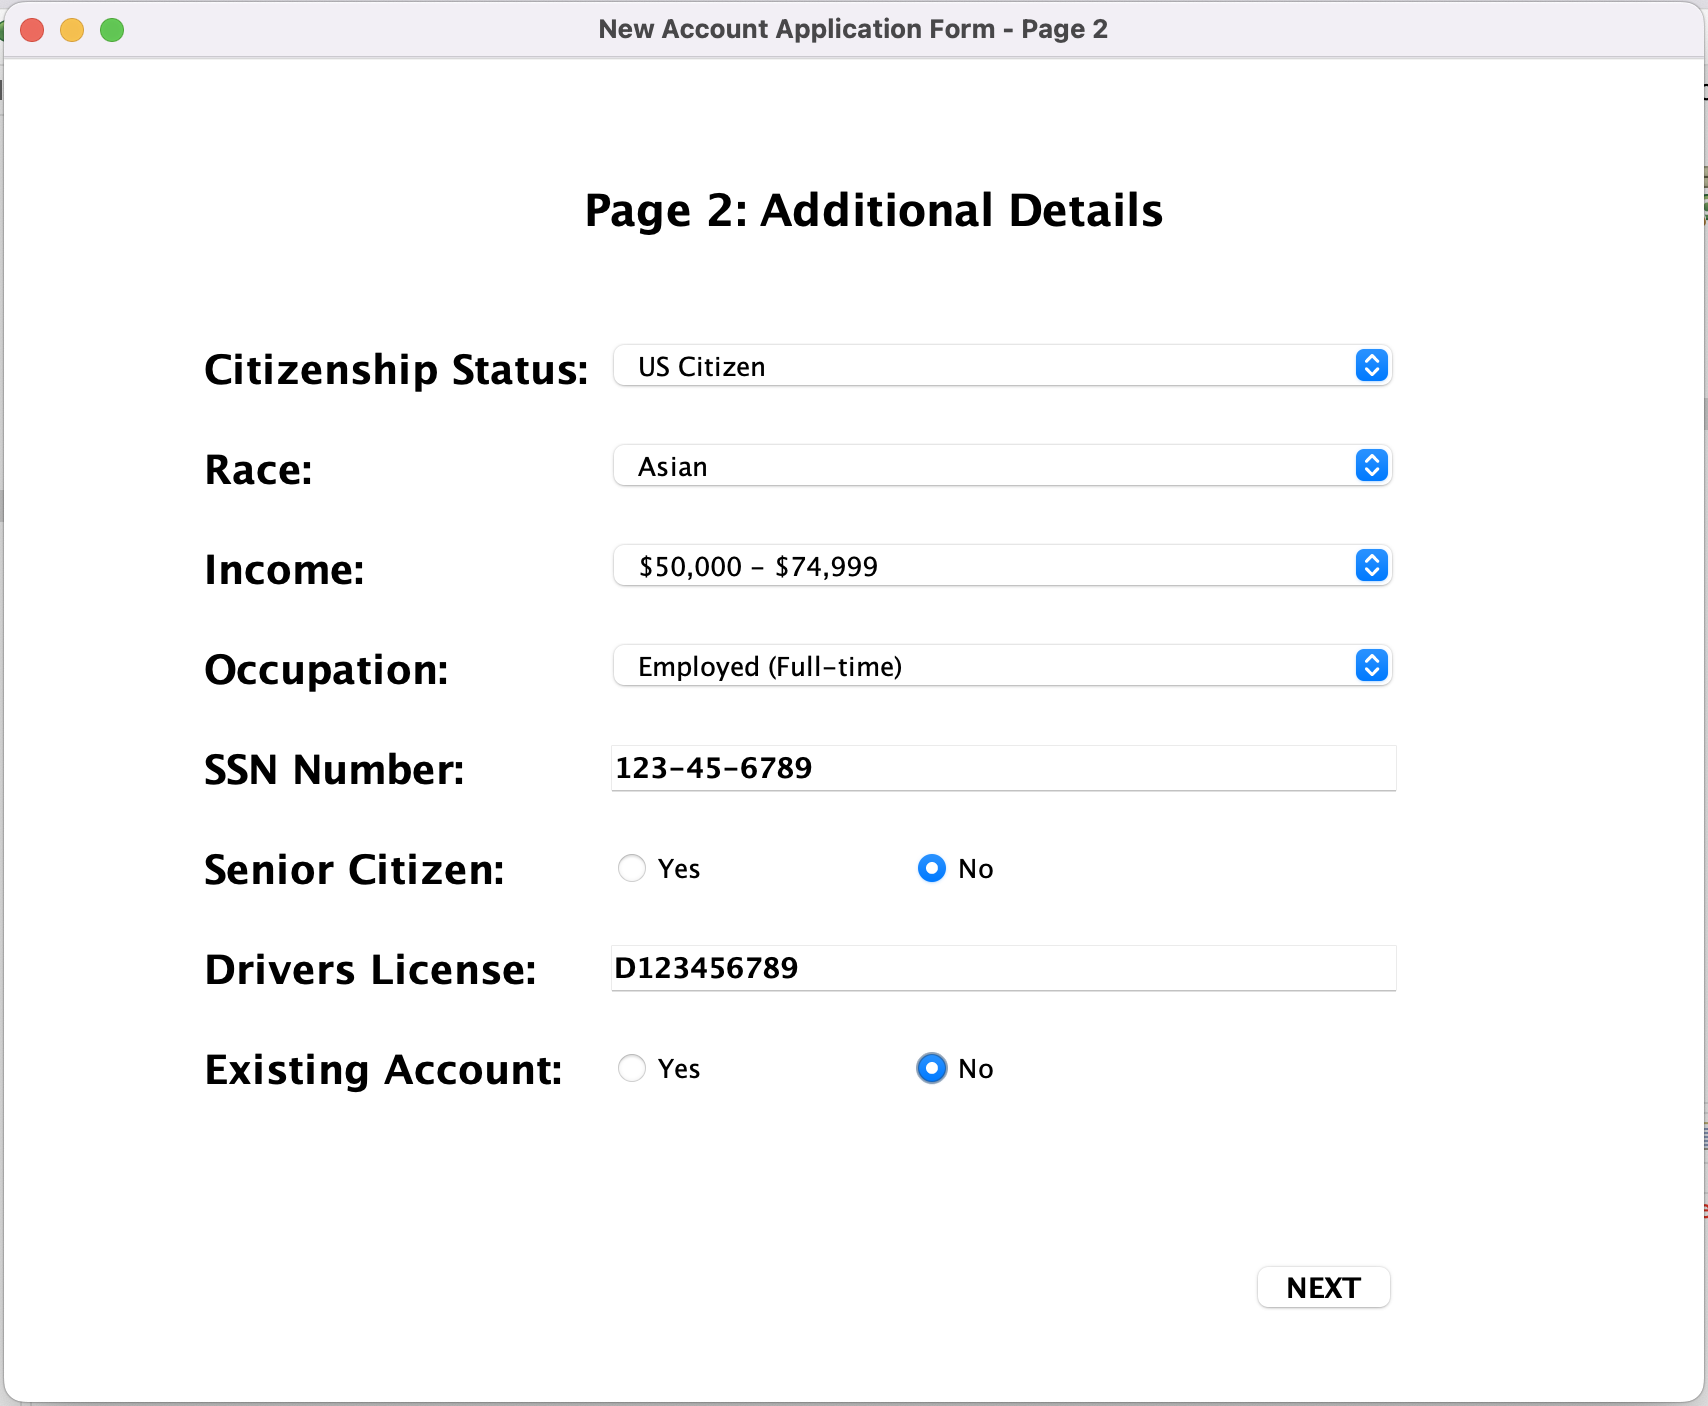 New Account Application Form - Page 2
Page 2: Additional Details
Citizenship Status: US Citizen
Race: Asian
Income: $50,000 - $74,999
Occupation: Employed (Full-time)
SSN Number: 123-45-6789
Senior Citizen: Yes No
Drivers License: D123456789
Existing Account: Yes No
NEXT